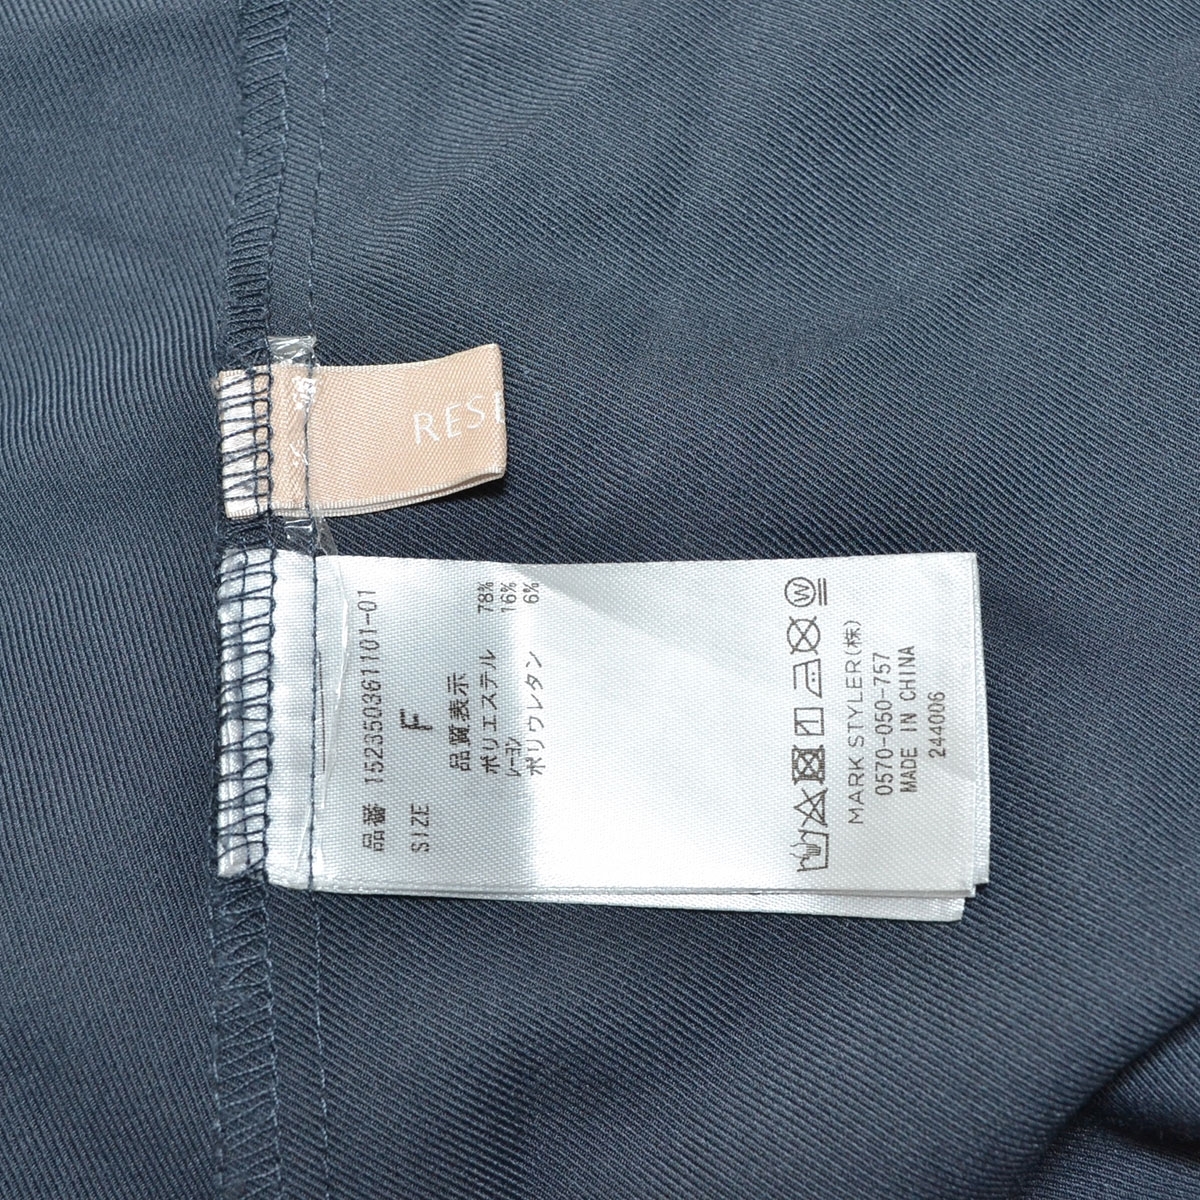 RESE
品番 152350361101-01
SIZE F
品質表示
ポリエステル 78%
レーヨン 16%
ポリウレタン 6%
MARK STYLER(株)
0570-050-757
MADE IN CHINA
244006